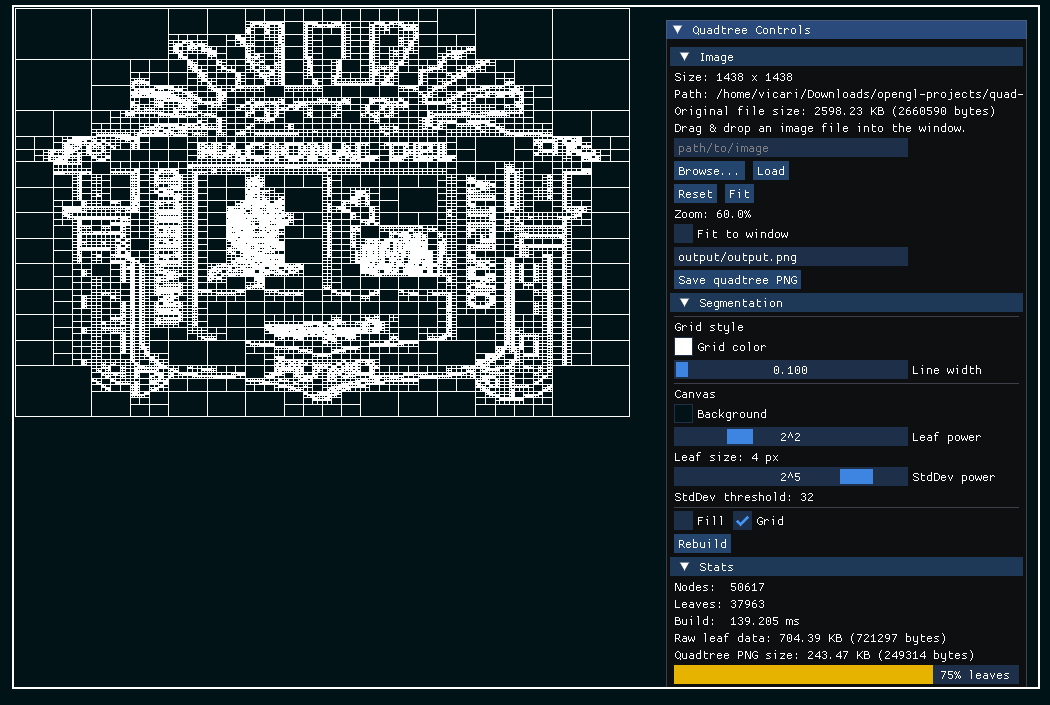 Quadtree Controls
Image
Size: 1438 x 1438
Path: /home/vicari/Downloads/opengl-projects/quad-
Original file size: 2598.23 KB (2660590 bytes)
Drag & drop an image file into the window.
path/to/image
Browse... Load
Reset Fit
Zoom: 60.0%
Fit to window
output/output.png
Save quadtree PNG
Segmentation
Grid style
Grid color
0.100 Line width
Canvas
Background
2^2 Leaf power
Leaf size: 4 px
2^5 StdDev power
StdDev threshold: 32
Fill Grid
Rebuild
Stats
Nodes: 50617
Leaves: 37963
Build: 139.205 ms
Raw leaf data: 704.39 KB (721297 bytes)
Quadtree PNG size: 243.47 KB (249314 bytes)
75% leaves